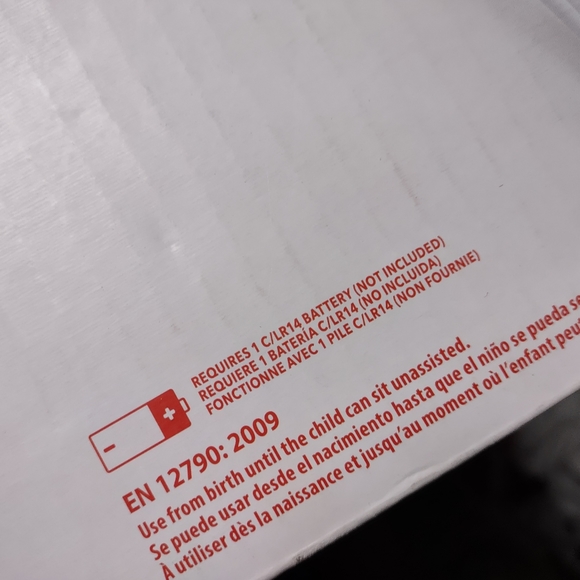 REQUIRES 1 C/LR14 BATTERY (NOT INCLUDED)
REQUIERE 1 BATERÍA C/LR14 (NO INCLUIDA)
FONCTIONNE AVEC 1 PILE C/LR14 (NON FOURNIE)
EN 12790: 2009
Use from birth until the child can sit unassisted.
Se puede usar desde el nacimiento hasta que el niño se pueda
À utiliser dès la naissance et jusqu'au moment où l'enfant